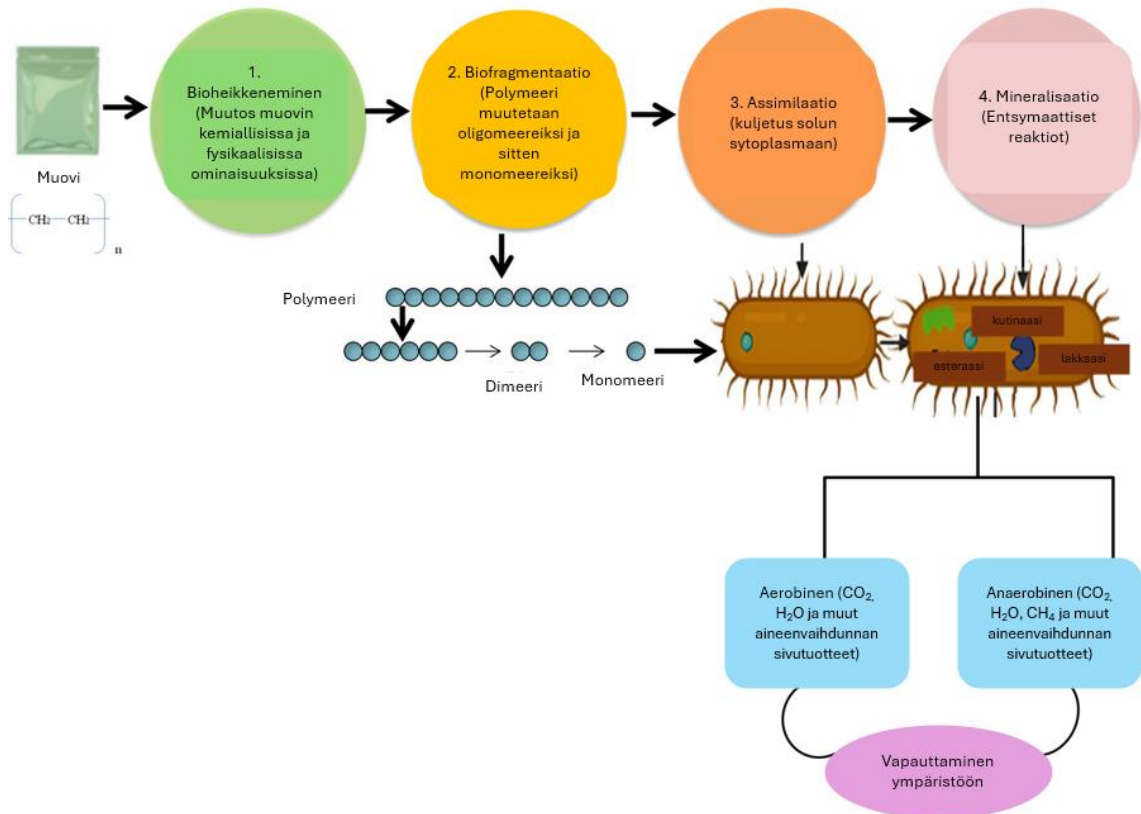 Muovi
CH₂ CH₂
n
1.
Bioheikkeneminen
(Muutos muovin
kemiallisissa ja
fysikaalisissa
ominaisuuksissa)
2. Biofragmentaatio
(Polymeeri
muutetaan
oligomeereiksi ja
sitten
monomeereiksi)
3. Assimilaatio
(kuljetus solun
sytoplasmaan)
4. Mineralisaatio
(Entsymaattiset
reaktiot)
Polymeeri
Dimeeri
Monomeeri
kutinaasi
esteraasi
lakkaasi
Aerobinen (CO₂,
H₂O ja muut
aineenvaihdunnan
sivutuotteet)
Anaerobinen (CO₂,
H₂O, CH₄ ja muut
aineenvaihdunnan
sivutuotteet)
Vapauttaminen
ympäristöön